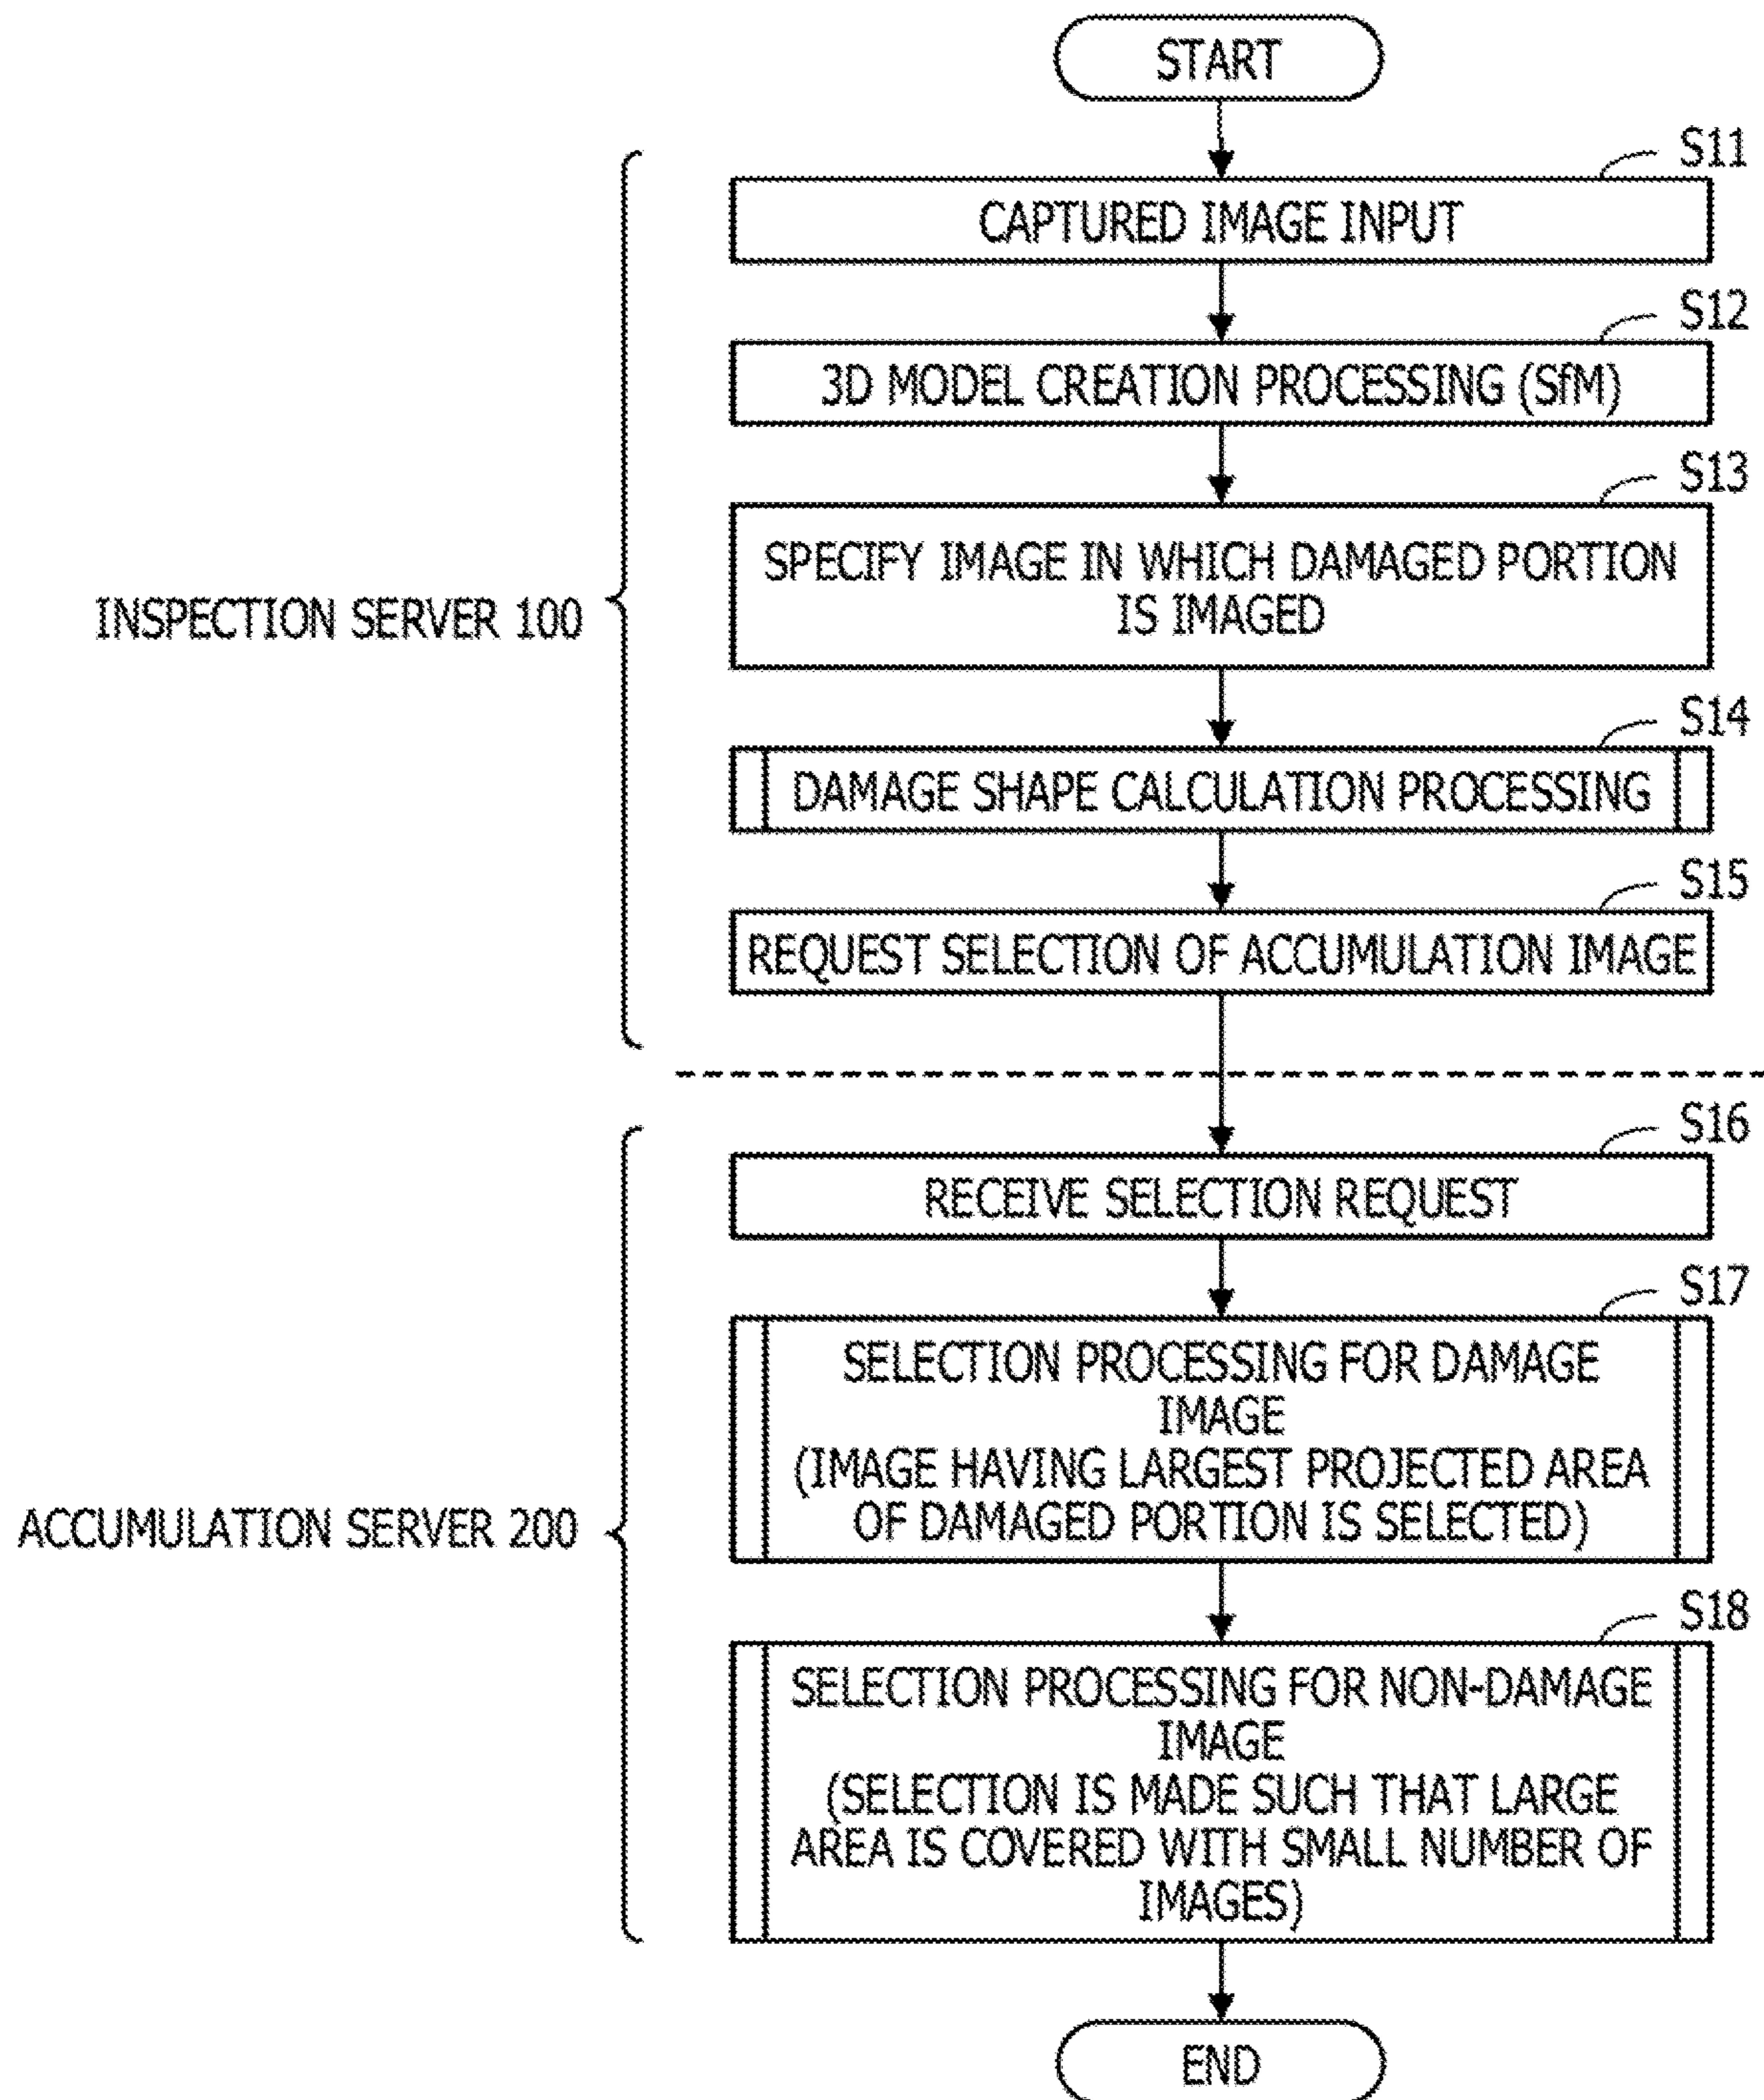 START
S11
CAPTURED IMAGE INPUT
S12
3D MODEL CREATION PROCESSING (SfM)
S13
SPECIFY IMAGE IN WHICH DAMAGED PORTION
IS IMAGED
INSPECTION SERVER 100
S14
DAMAGE SHAPE CALCULATION PROCESSING
S15
REQUEST SELECTION OF ACCUMULATION IMAGE
S16
RECEIVE SELECTION REQUEST
S17
SELECTION PROCESSING FOR DAMAGE
IMAGE
(IMAGE HAVING LARGEST PROJECTED AREA
OF DAMAGED PORTION IS SELECTED)
ACCUMULATION SERVER 200
S18
SELECTION PROCESSING FOR NON-DAMAGE
IMAGE
(SELECTION IS MADE SUCH THAT LARGE
AREA IS COVERED WITH SMALL NUMBER OF
IMAGES)
END